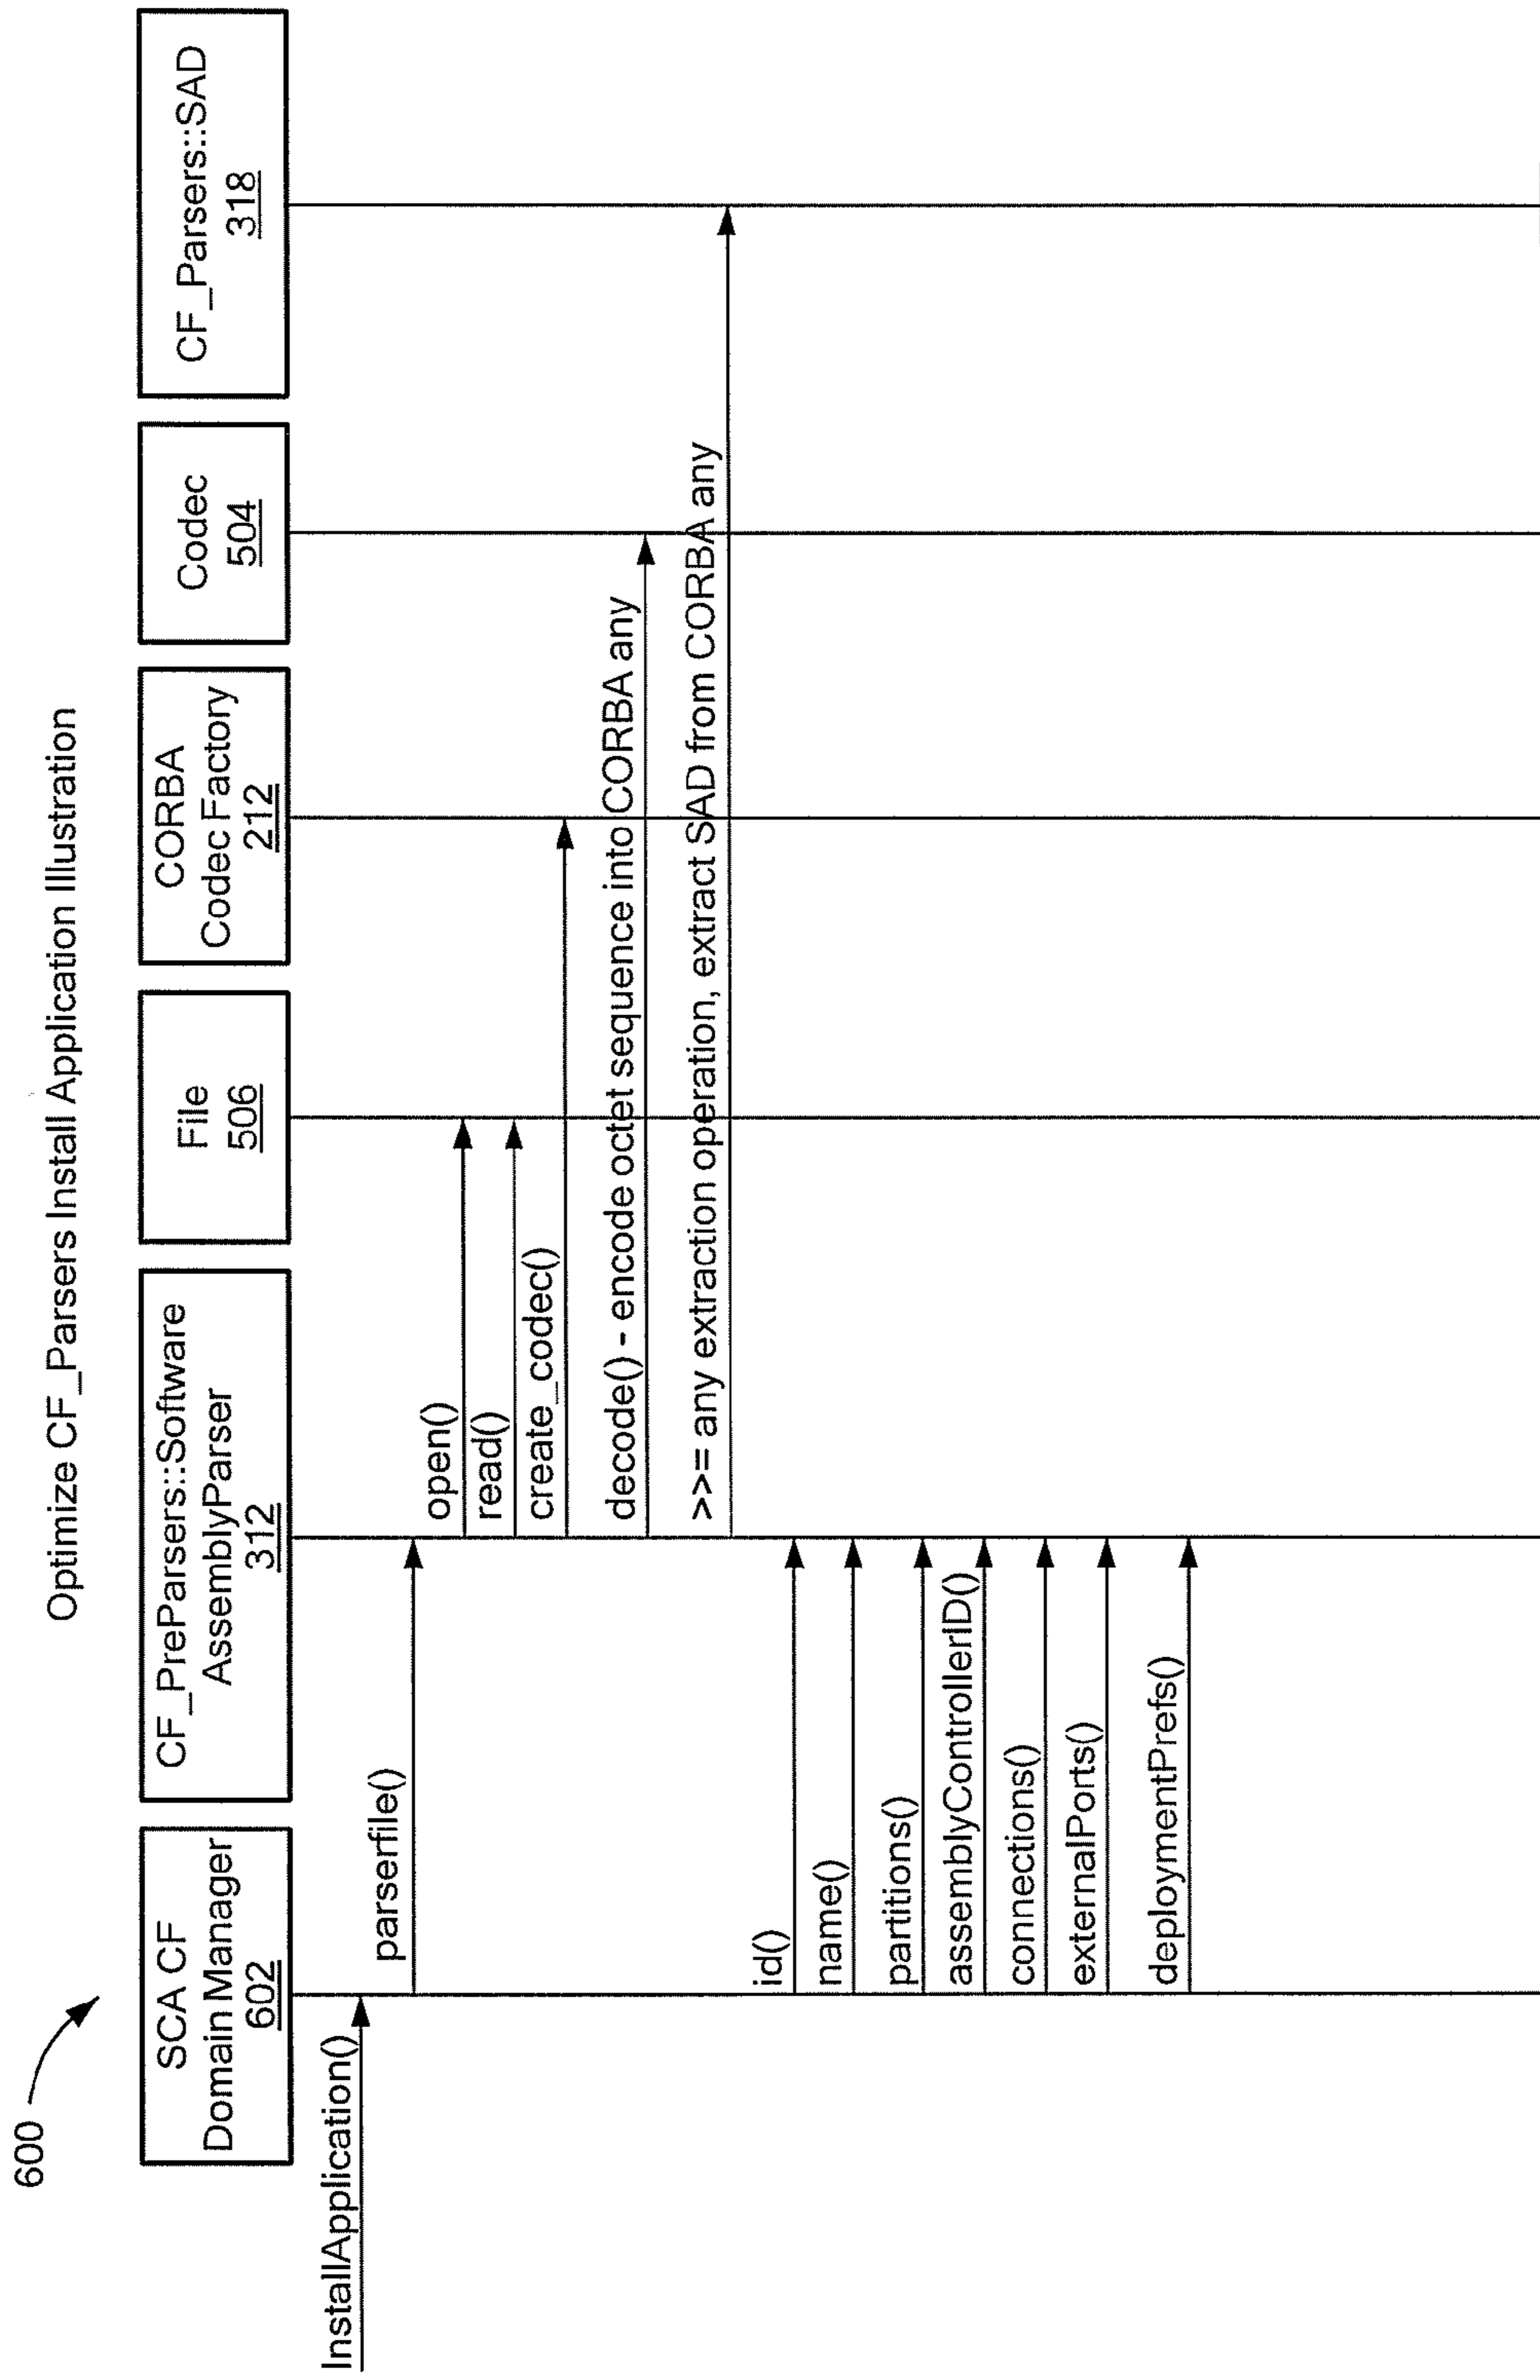 Optimize CF_Parsers Install Application Illustration
600
SCA CF
Domain Manager
602
CF_PreParsers::Software
AssemblyParser
312
File
506
CORBA
Codec Factory
212
Codec
504
CF_Parsers::SAD
318
InstallApplication()
parserfile()
open()
read()
create_codec()
decode() - encode octet sequence into CORBA any
>>= any extraction operation, extract SAD from CORBA any
id()
name()
partitions()
assemblyControllerID()
connections()
externalPorts()
deploymentPrefs()